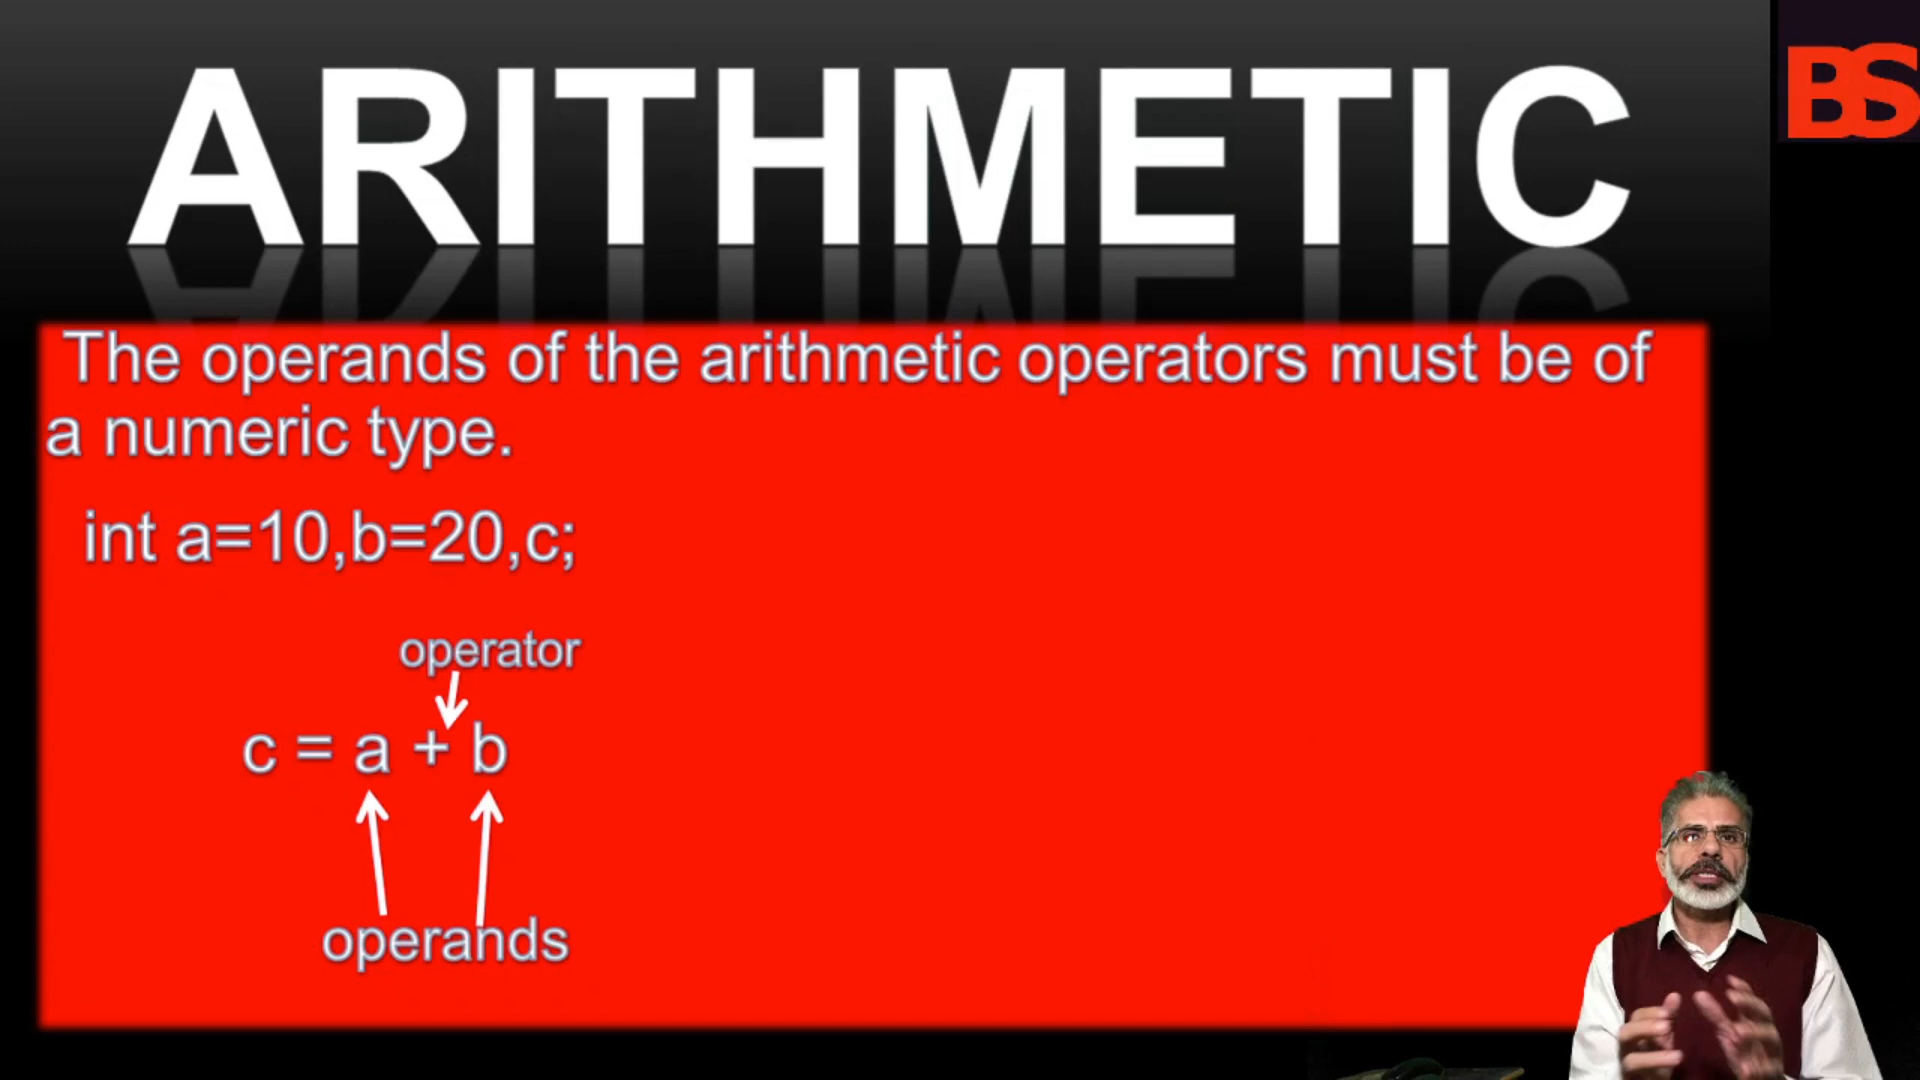 ARITHMETIC
BS
The operands of the arithmetic operators must be of
a numeric type.
int a=10,b=20,c;
operator
c = a + b
operands